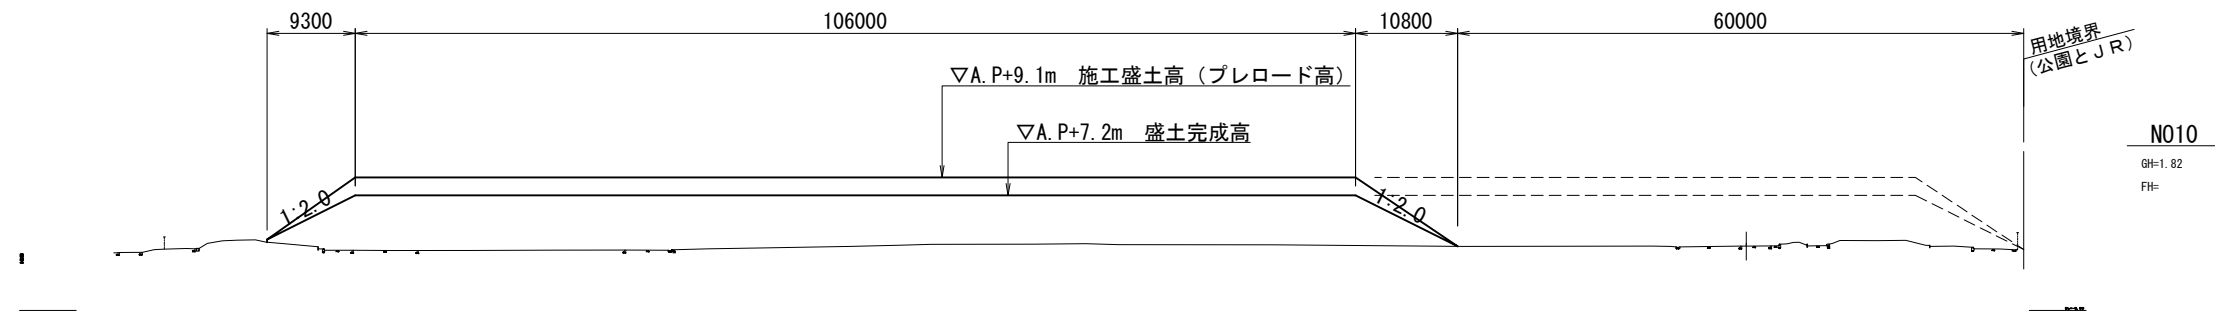 9300
106000
10800
60000
用地境界
(公園とJR)
▽A.P+9.1m 施工盛土高（プレロード高）
▽A.P+7.2m 盛土完成高
NO10
GH=1.82
FH=
1:2.0
1:2.0